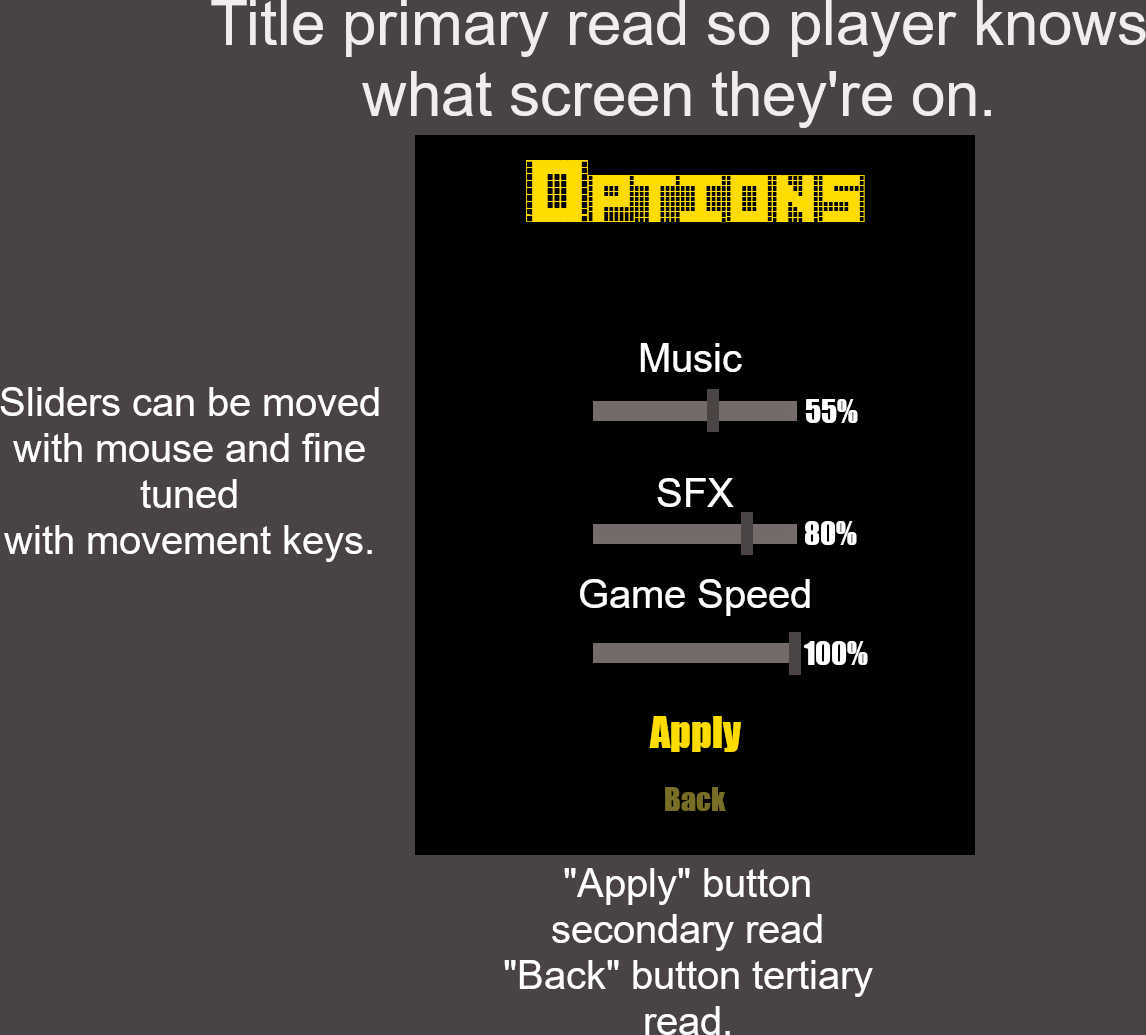 Title primary read so player knows
what screen they're on.
Options
Music
55%
Sliders can be moved
with mouse and fine
tuned
with movement keys.
SFX
80%
Game Speed
100%
Apply
Back
"Apply" button
secondary read
"Back" button tertiary
read.